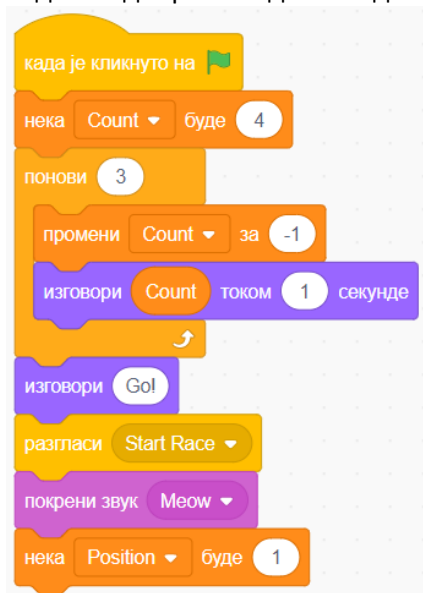 када је кликнуто на
нека Count буде 4
понови 3
промени Count за -1
изговори Count током 1 секунде
изговори Go!
разгласи Start Race
покрени звук Meow
нека Position буде 1